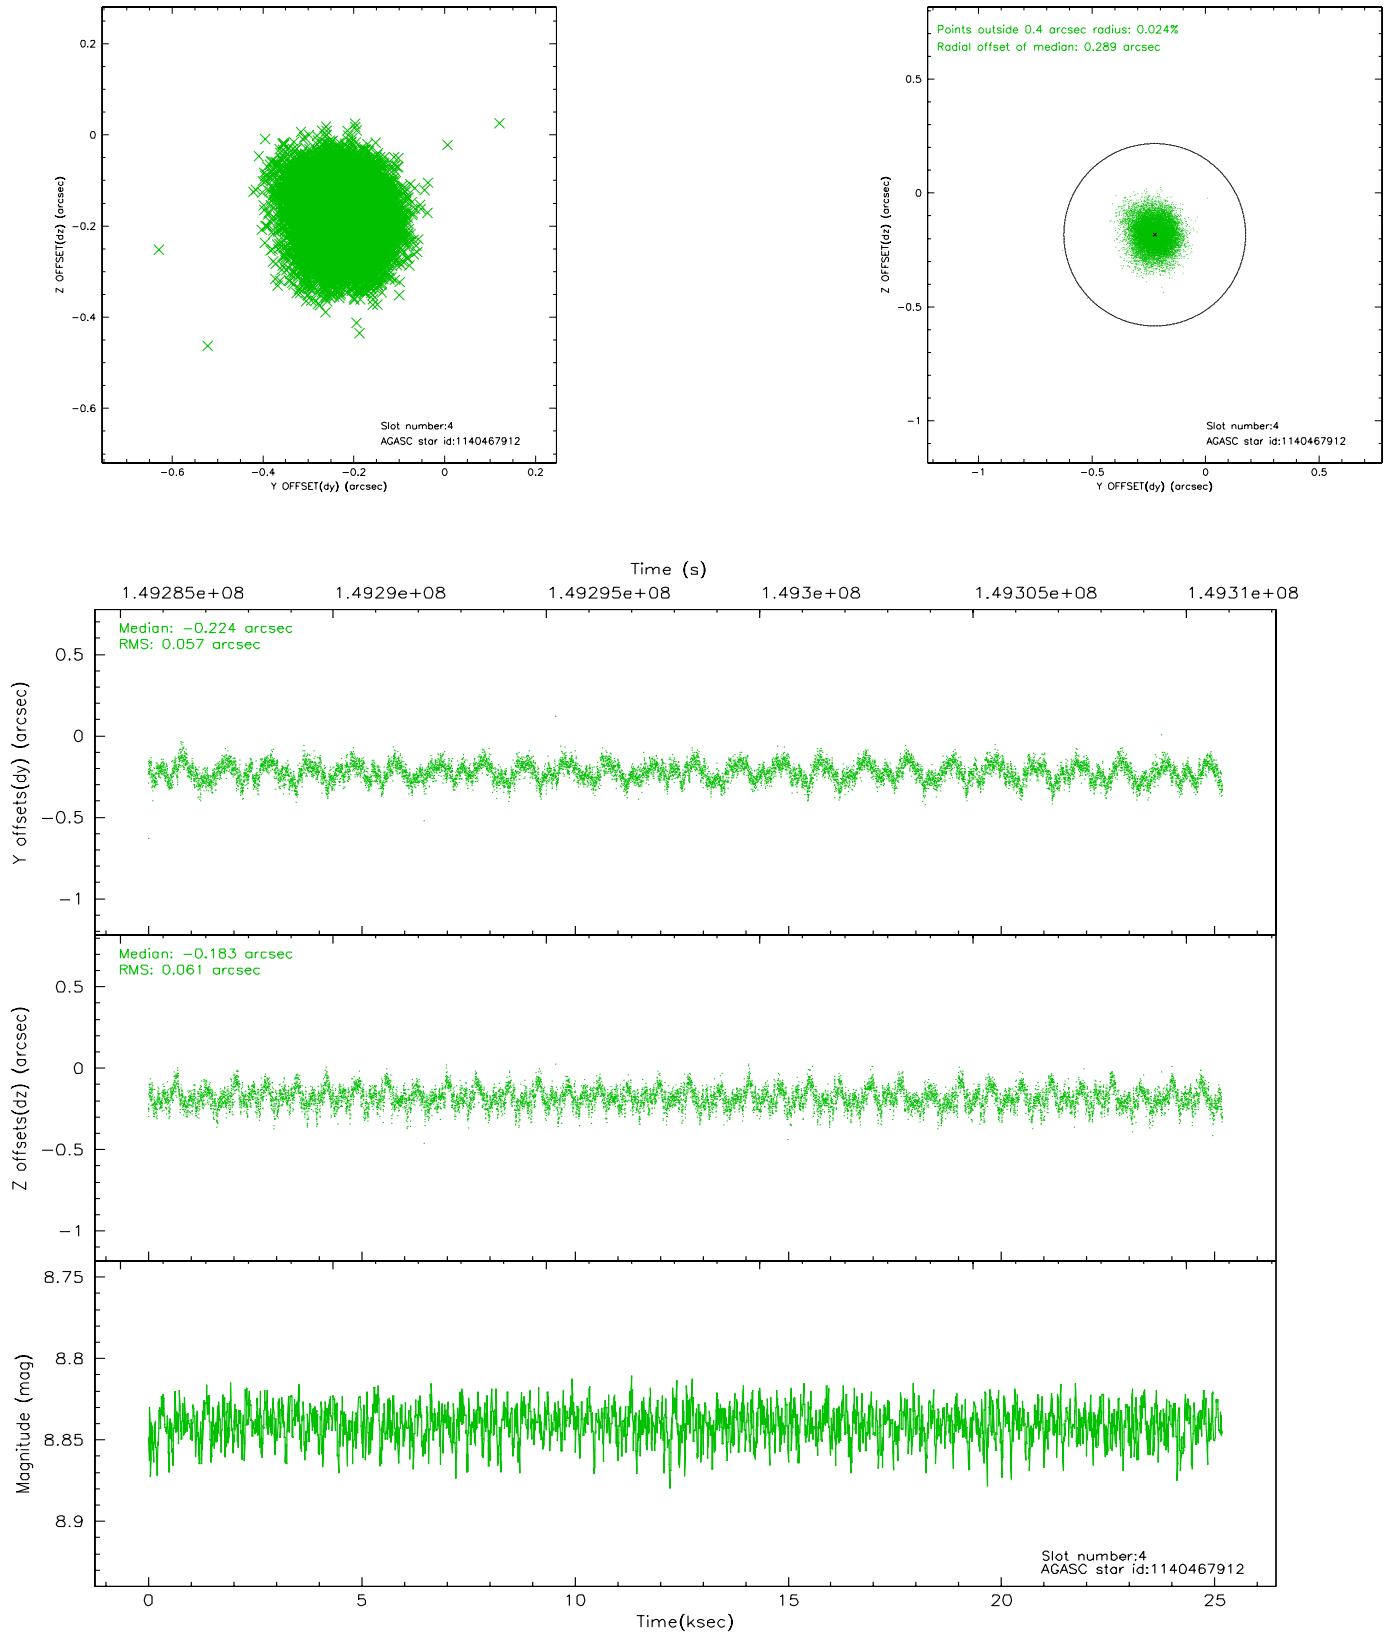 0.2
0
−0.2
−0.4
−0.6
Z OFFSET(dz) (arcsec)
Slot number:4
AGASC star id:1140467912
−0.6
−0.4
−0.2
0
0.2
Y OFFSET(dy) (arcsec)
Points outside 0.4 arcsec radius: 0.024%
Radial offset of median: 0.289 arcsec
0.5
0
−0.5
−1
Z OFFSET(dz) (arcsec)
Slot number:4
AGASC star id:1140467912
−1
−0.5
0
0.5
Y OFFSET(dy) (arcsec)
Time (s)
1.49285e+08
1.4929e+08
1.49295e+08
1.493e+08
1.49305e+08
1.4931e+08
Median: −0.224 arcsec
RMS: 0.057 arcsec
0.5
0
−0.5
−1
Y offsets(dy) (arcsec)
Median: −0.183 arcsec
RMS: 0.061 arcsec
0.5
0
−0.5
−1
Z offsets(dz) (arcsec)
8.75
8.8
8.85
8.9
Magnitude (mag)
Slot number:4
AGASC star id:1140467912
0
5
10
15
20
25
Time(ksec)